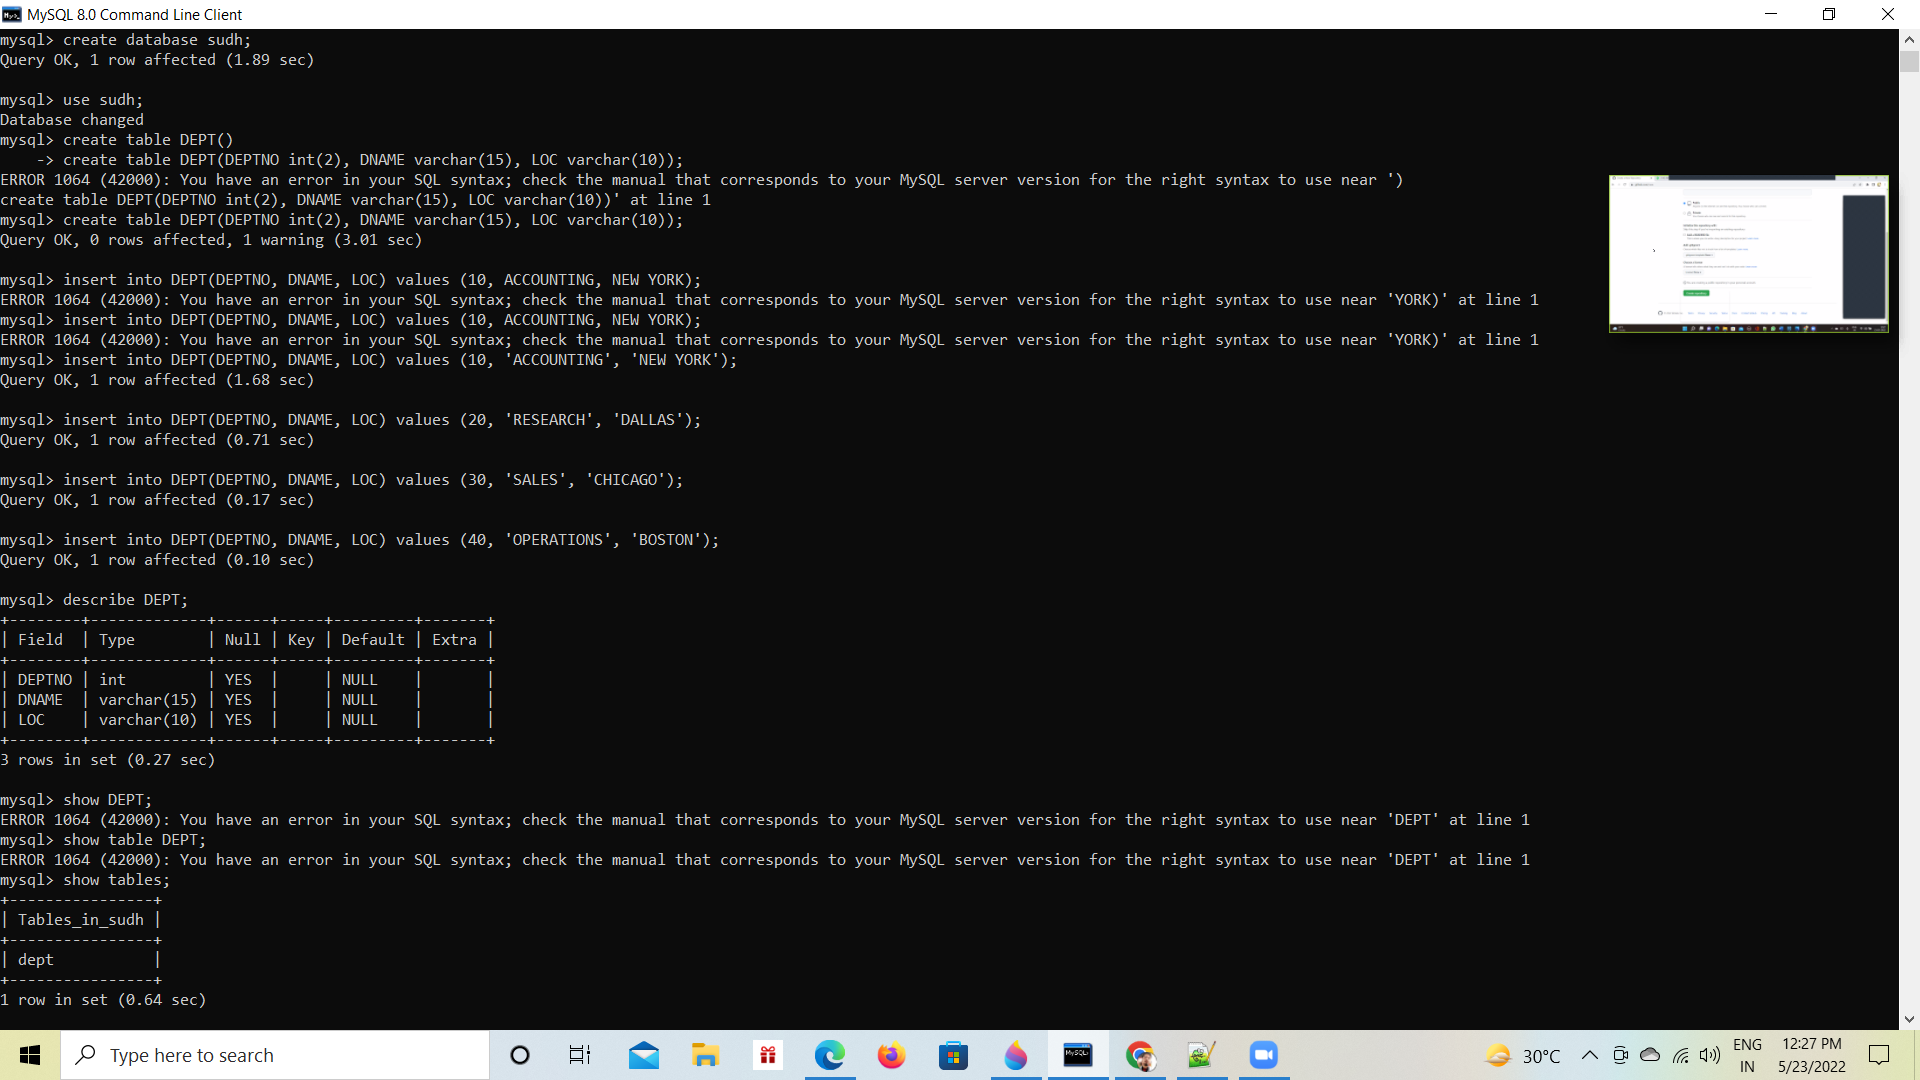 MySQL 8.0 Command Line Client
mysql> create database sudh;
Query OK, 1 row affected (1.89 sec)
mysql> use sudh;
Database changed
mysql> create table DEPT()
    -> create table DEPT(DEPTNO int(2), DNAME varchar(15), LOC varchar(10));
ERROR 1064 (42000): You have an error in your SQL syntax; check the manual that corresponds to your MySQL server version for the right syntax to use near ')
create table DEPT(DEPTNO int(2), DNAME varchar(15), LOC varchar(10))' at line 1
mysql> create table DEPT(DEPTNO int(2), DNAME varchar(15), LOC varchar(10));
Query OK, 0 rows affected, 1 warning (3.01 sec)
mysql> insert into DEPT(DEPTNO, DNAME, LOC) values (10, ACCOUNTING, NEW YORK);
ERROR 1064 (42000): You have an error in your SQL syntax; check the manual that corresponds to your MySQL server version for the right syntax to use near 'YORK)' at line 1
mysql> insert into DEPT(DEPTNO, DNAME, LOC) values (10, ACCOUNTING, NEW YORK);
ERROR 1064 (42000): You have an error in your SQL syntax; check the manual that corresponds to your MySQL server version for the right syntax to use near 'YORK)' at line 1
mysql> insert into DEPT(DEPTNO, DNAME, LOC) values (10, 'ACCOUNTING', 'NEW YORK');
Query OK, 1 row affected (1.68 sec)
mysql> insert into DEPT(DEPTNO, DNAME, LOC) values (20, 'RESEARCH', 'DALLAS');
Query OK, 1 row affected (0.71 sec)
mysql> insert into DEPT(DEPTNO, DNAME, LOC) values (30, 'SALES', 'CHICAGO');
Query OK, 1 row affected (0.17 sec)
mysql> insert into DEPT(DEPTNO, DNAME, LOC) values (40, 'OPERATIONS', 'BOSTON');
Query OK, 1 row affected (0.10 sec)
mysql> describe DEPT;
+--------+-------------+------+-----+---------+-------+
| Field  | Type        | Null | Key | Default | Extra |
+--------+-------------+------+-----+---------+-------+
| DEPTNO | int         | YES  |     | NULL    |       |
| DNAME  | varchar(15) | YES  |     | NULL    |       |
| LOC    | varchar(10) | YES  |     | NULL    |       |
+--------+-------------+------+-----+---------+-------+
3 rows in set (0.27 sec)
mysql> show DEPT;
ERROR 1064 (42000): You have an error in your SQL syntax; check the manual that corresponds to your MySQL server version for the right syntax to use near 'DEPT' at line 1
mysql> show table DEPT;
ERROR 1064 (42000): You have an error in your SQL syntax; check the manual that corresponds to your MySQL server version for the right syntax to use near 'DEPT' at line 1
mysql> show tables;
+----------------+
| Tables_in_sudh |
+----------------+
| dept           |
+----------------+
1 row in set (0.64 sec)
Type here to search
30°C
ENG
IN
12:27 PM
5/23/2022